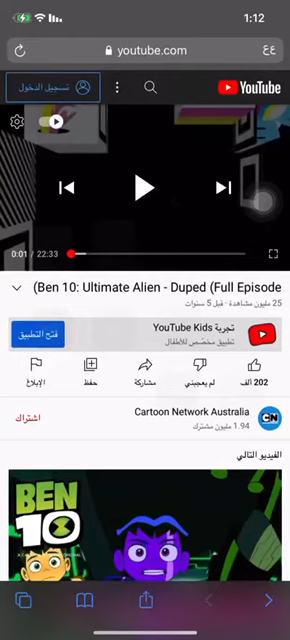 1:12
youtube.com
عع
تسجيل الدخول
YouTube
0:01 / 22:33
(Ben 10: Ultimate Alien - Duped (Full Episode
25 مليون مشاهدة · قبل 5 سنوات
تجربة YouTube Kids
تطبيق مخصّص للأطفال
فتح التطبيق
202 ألف
لم يعجبني
مشاركة
حفظ
الإبلاغ
Cartoon Network Australia
1.94 مليون مشترك
اشتراك
CN
الفيديو التالي
BEN
10